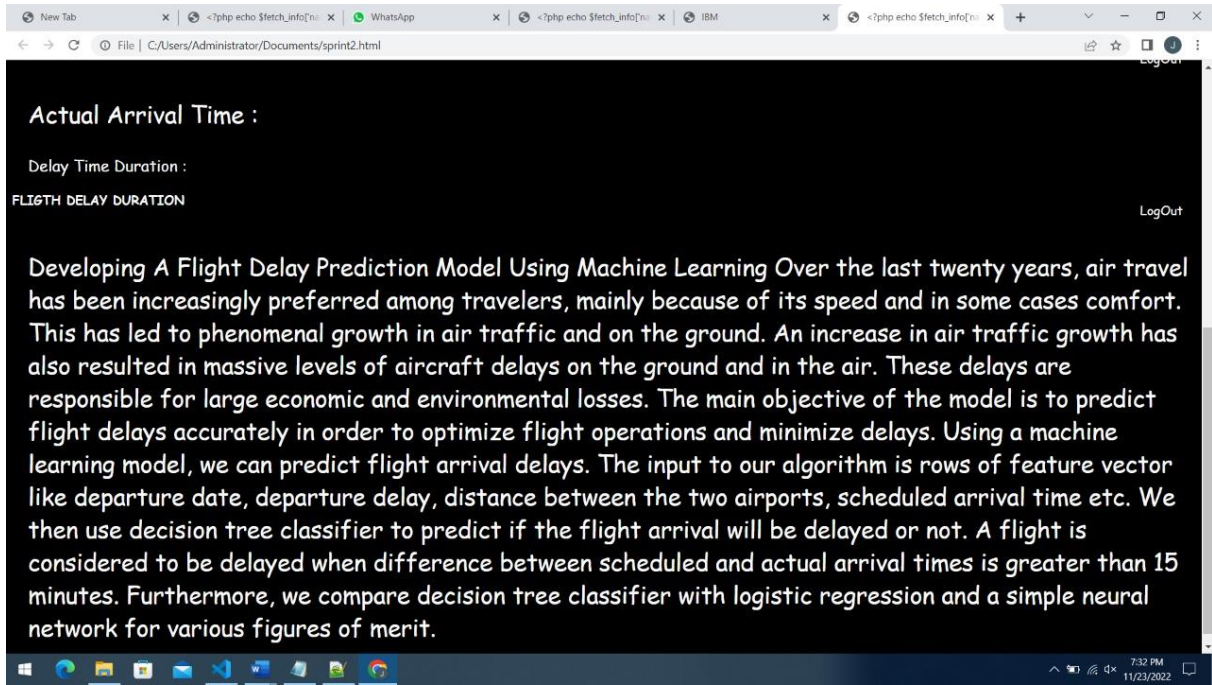 New Tab
<?php echo $fetch_info['na
WhatsApp
<?php echo $fetch_info['na
IBM
<?php echo $fetch_info['na
File | C:/Users/Administrator/Documents/sprint2.html
J
LogOut
Actual Arrival Time :
Delay Time Duration :
FLIGTH DELAY DURATION
LogOut
Developing A Flight Delay Prediction Model Using Machine Learning Over the last twenty years, air travel
has been increasingly preferred among travelers, mainly because of its speed and in some cases comfort.
This has led to phenomenal growth in air traffic and on the ground. An increase in air traffic growth has
also resulted in massive levels of aircraft delays on the ground and in the air. These delays are
responsible for large economic and environmental losses. The main objective of the model is to predict
flight delays accurately in order to optimize flight operations and minimize delays. Using a machine
learning model, we can predict flight arrival delays. The input to our algorithm is rows of feature vector
like departure date, departure delay, distance between the two airports, scheduled arrival time etc. We
then use decision tree classifier to predict if the flight arrival will be delayed or not. A flight is
considered to be delayed when difference between scheduled and actual arrival times is greater than 15
minutes. Furthermore, we compare decision tree classifier with logistic regression and a simple neural
network for various figures of merit.
7:32 PM
11/23/2022